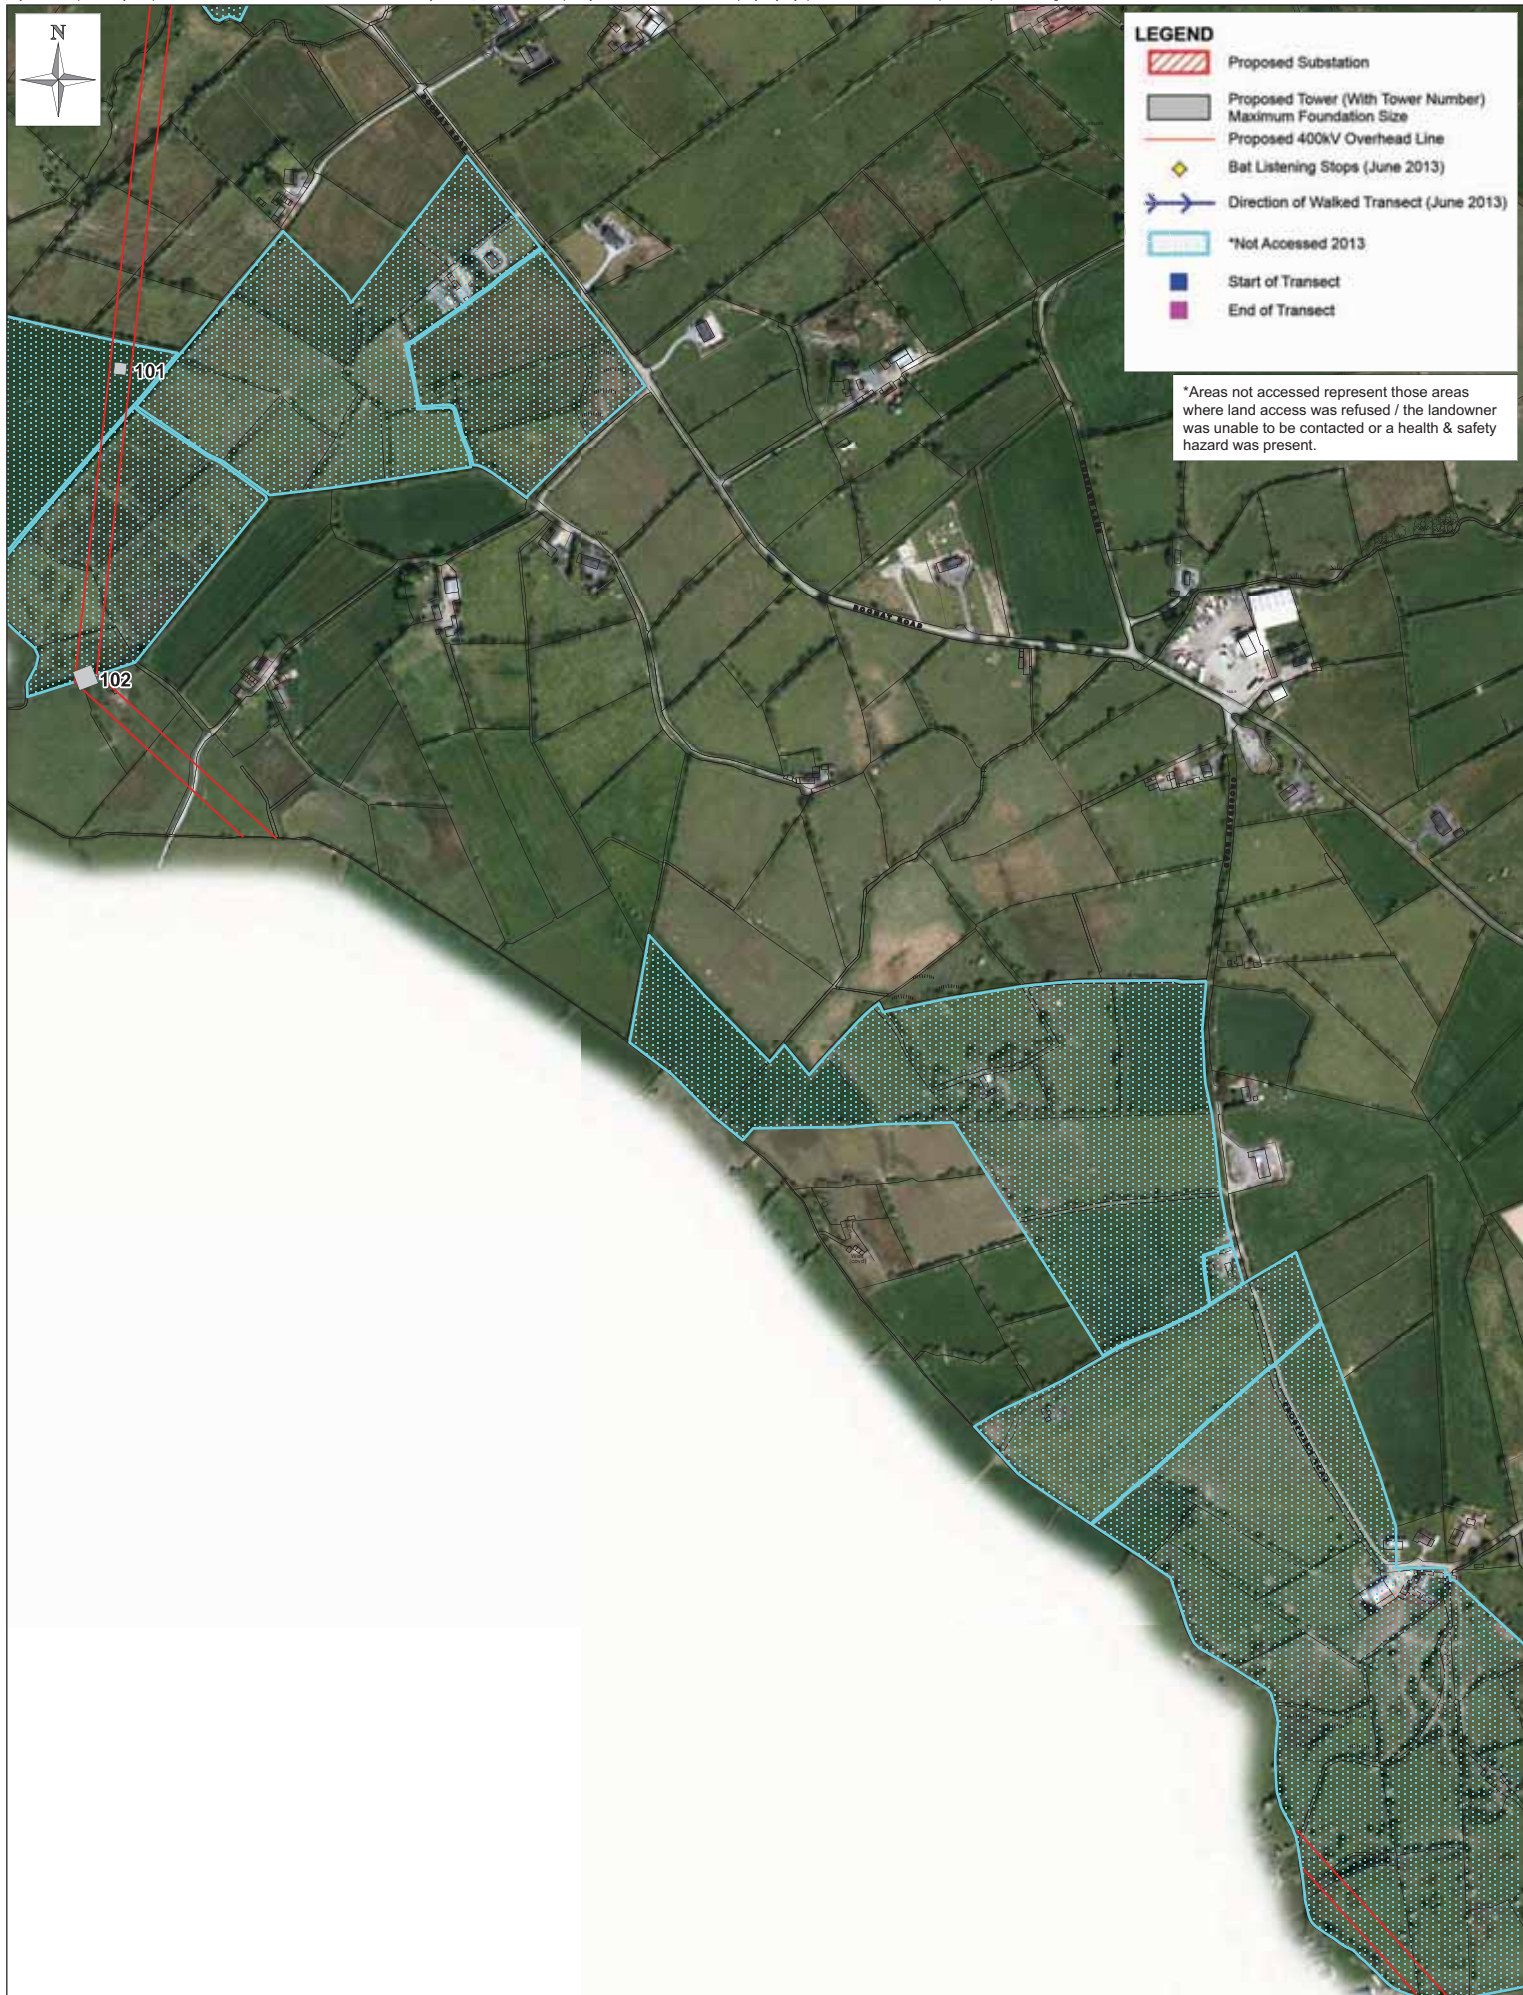 N
LEGEND
Proposed Substation
Proposed Tower (With Tower Number)
Maximum Foundation Size
Proposed 400kV Overhead Line
Bat Listening Stops (June 2013)
Direction of Walked Transect (June 2013)
*Not Accessed 2013
Start of Transect
End of Transect
*Areas not accessed represent those areas
where land access was refused / the landowner
was unable to be contacted or a health & safety
hazard was present.
101
102
ROAD